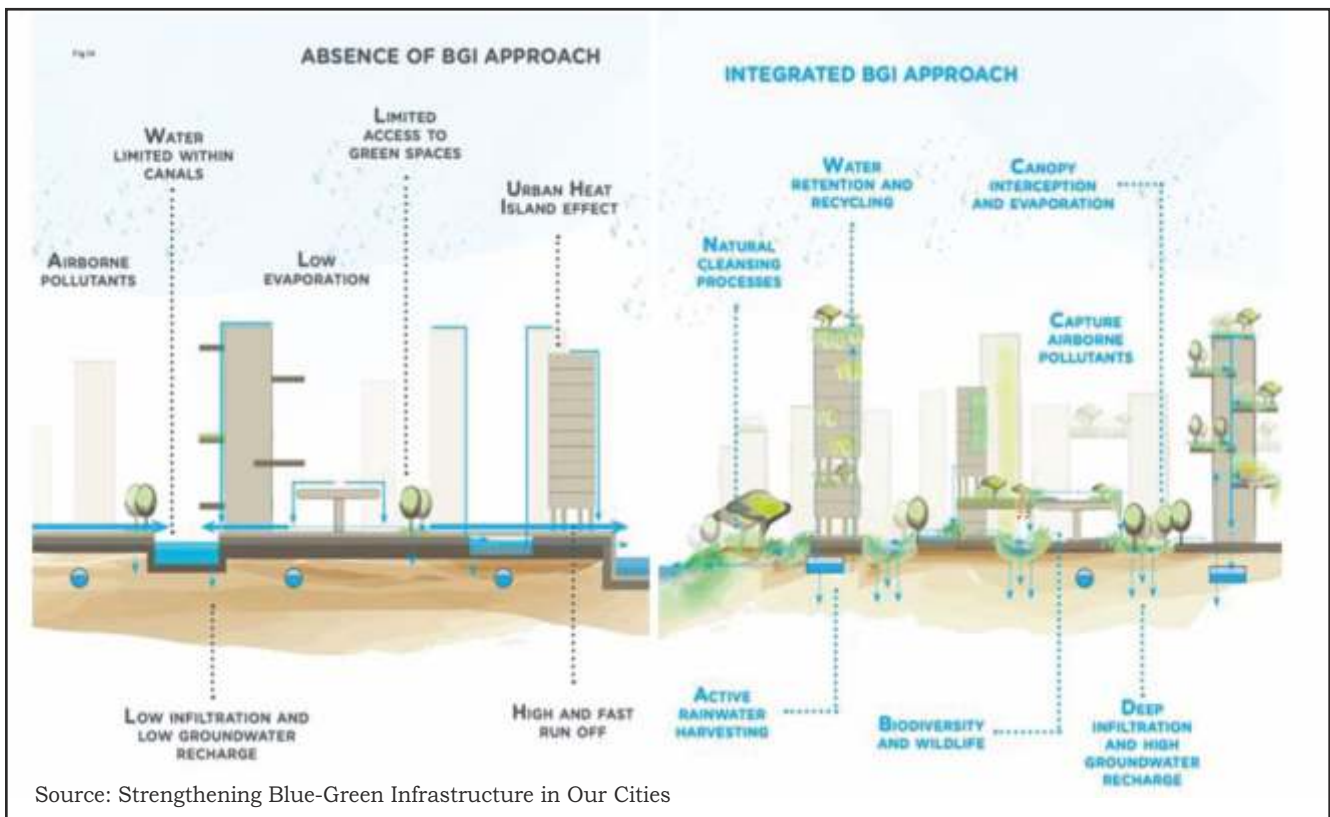 ABSENCE OF BGI APPROACH
WATER
LIMITED WITHIN
CANALS
LIMITED
ACCESS TO
GREEN SPACES
URBAN HEAT
ISLAND EFFECT
AIRBORNE
POLLUTANTS
LOW
EVAPORATION
LOW INFILTRATION AND
LOW GROUNDWATER
RECHARGE
HIGH AND FAST
RUN OFF
INTEGRATED BGI APPROACH
WATER
RETENTION AND
RECYCLING
CANOPY
INTERCEPTION
AND EVAPORATION
NATURAL
CLEANSING
PROCESSES
CAPTURE
AIRBORNE
POLLUTANTS
ACTIVE
RAINWATER
HARVESTING
BIODIVERSITY
AND WILDLIFE
DEEP
INFILTRATION
AND HIGH
GROUNDWATER
RECHARGE
Source: Strengthening Blue-Green Infrastructure in Our Cities